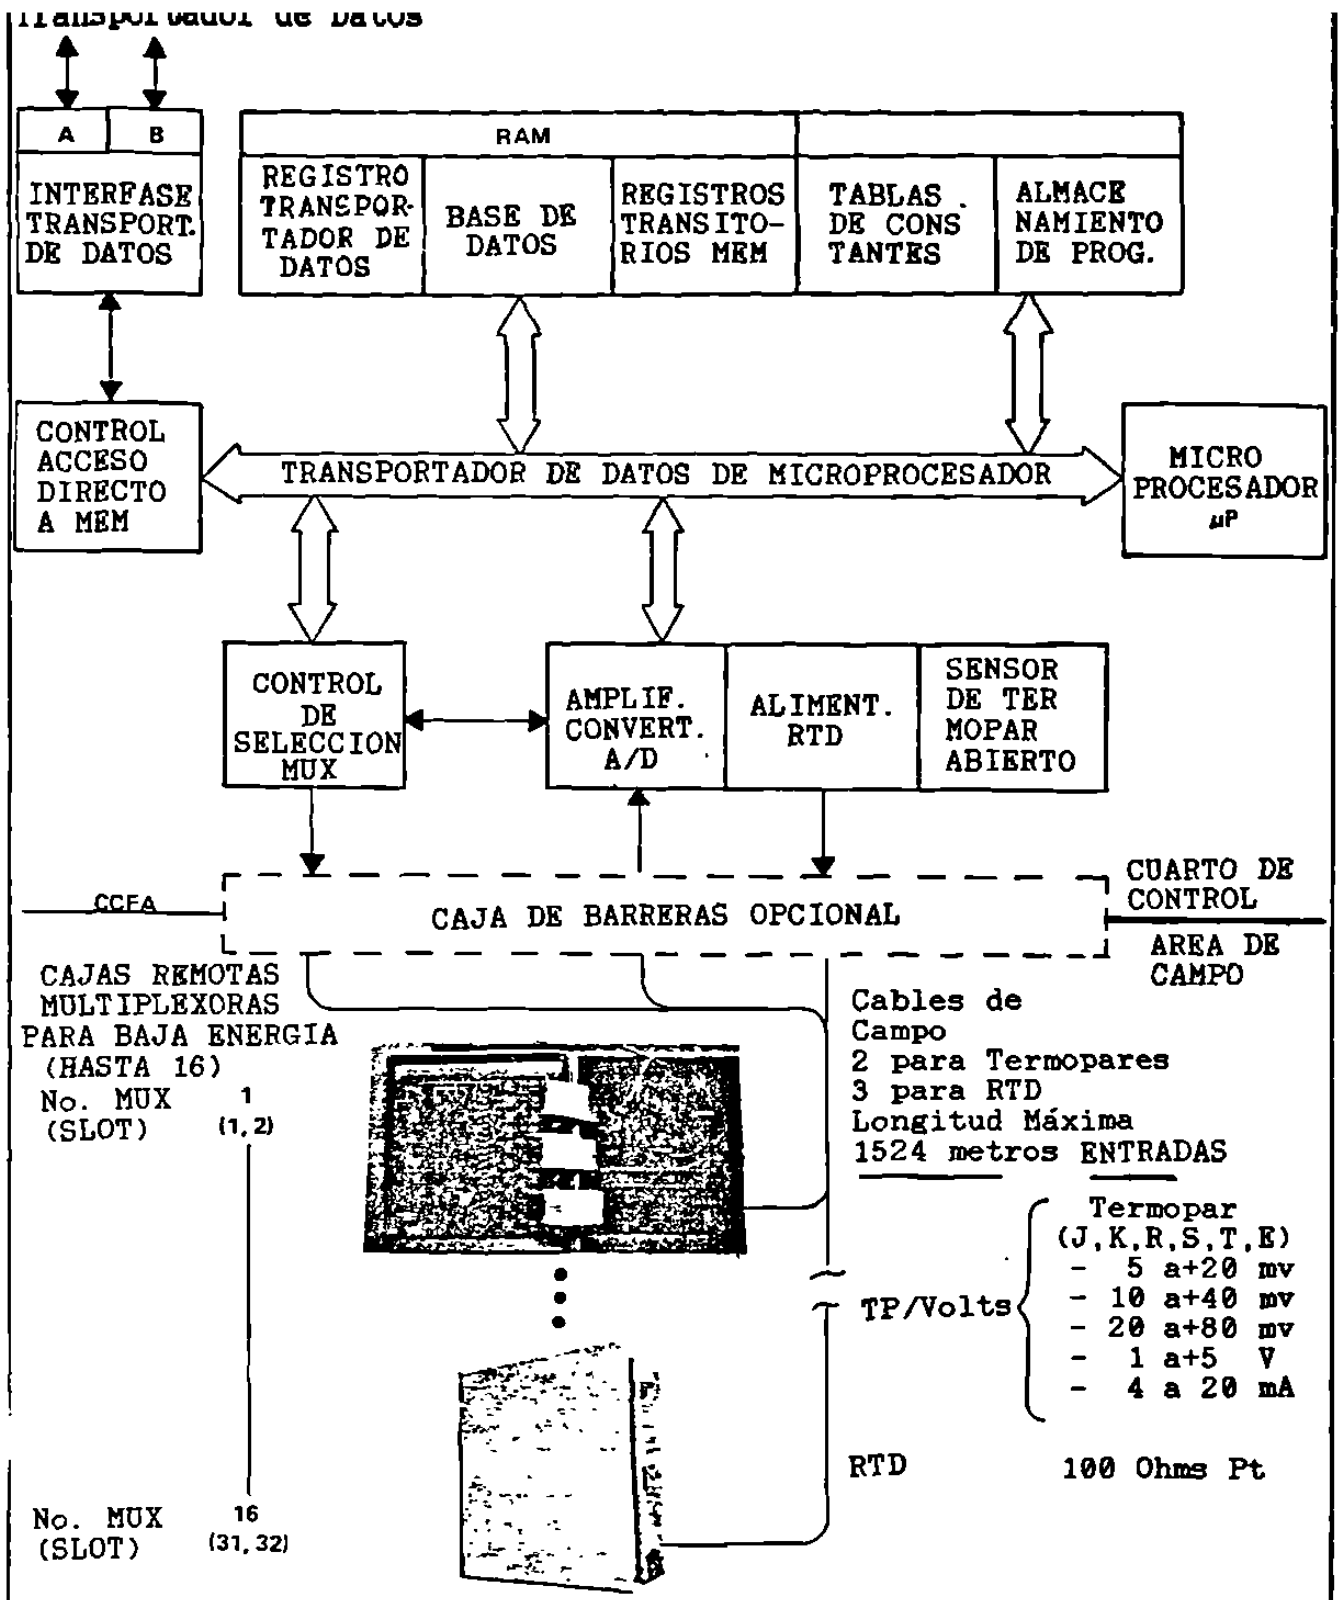 Transportador de Datos
A B
INTERFASE
TRANSPORT.
DE DATOS
RAM
REGISTRO
TRANSPOR-
TADOR DE
DATOS
BASE DE
DATOS
REGISTROS
TRANSITO-
RIOS MEM
TABLAS .
DE CONS
TANTES
ALMACE
NAMIENTO
DE PROG.
CONTROL
ACCESO
DIRECTO
A MEM
TRANSPORTADOR DE DATOS DE MICROPROCESADOR
MICRO
PROCESADOR
µP
CONTROL
DE
SELECCION
MUX
AMPLIF.
CONVERT.
A/D
ALIMENT.
RTD
SENSOR
DE TER
MOPAR
ABIERTO
CCFA
CAJA DE BARRERAS OPCIONAL
CUARTO DE
CONTROL
AREA DE
CAMPO
CAJAS REMOTAS
MULTIPLEXORAS
PARA BAJA ENERGIA
(HASTA 16)
No. MUX 1
(SLOT) (1,2)
Cables de
Campo
2 para Termopares
3 para RTD
Longitud Máxima
1524 metros ENTRADAS
Termopar
(J,K,R,S,T,E)
- 5 a+20 mv
- 10 a+40 mv
- 20 a+80 mv
- 1 a+5 V
- 4 a 20 mA
TP/Volts
RTD 100 Ohms Pt
No. MUX 16
(SLOT) (31,32)